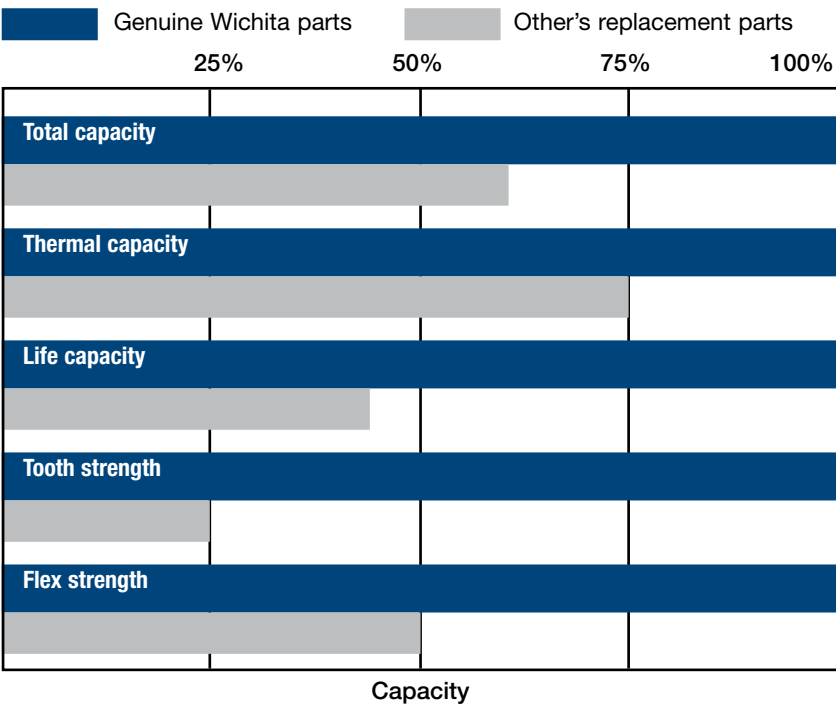 Genuine Wichita parts Other’s replacement parts
25% 50% 75% 100%
Total capacity
Thermal capacity
Life capacity
Tooth strength
Flex strength
Capacity